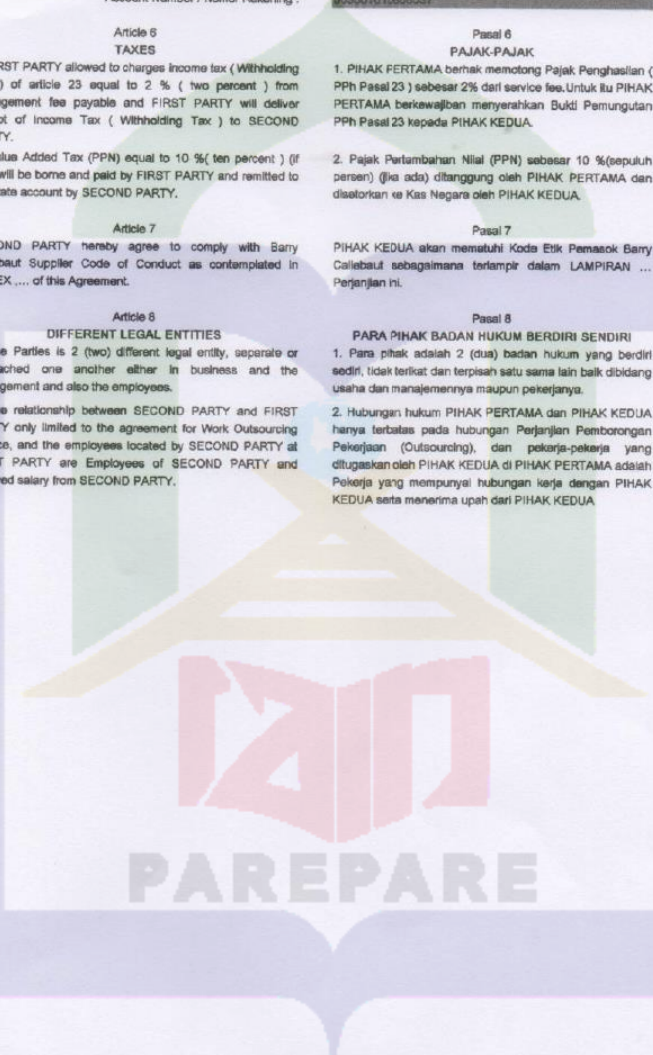 Account Number / Nomor Rekening :
Article 6
TAXES
RST PARTY allowed to charges income tax ( Withholding
) of article 23 equal to 2 % ( two percent ) from
gement fee payable and FIRST PARTY will deliver
pt of Income Tax ( Withholding Tax ) to SECOND
TY.
lue Added Tax (PPN) equal to 10 %( ten percent ) (if
will be borne and paid by FIRST PARTY and remitted to
ate account by SECOND PARTY.
Article 7
OND PARTY hereby agree to comply with Barry
baut Supplier Code of Conduct as contemplated in
EX ,... of this Agreement.
Article 8
DIFFERENT LEGAL ENTITIES
e Parties is 2 (two) different legal entity, separate or
ched one another either in business and the
gement and also the employees.
e relationship between SECOND PARTY and FIRST
TY only limited to the agreement for Work Outsourcing
ce, and the employees located by SECOND PARTY at
T PARTY are Employees of SECOND PARTY and
ved salary from SECOND PARTY.
Pasal 6
PAJAK-PAJAK
1. PIHAK PERTAMA berhak memotong Pajak Penghasilan (
PPh Pasal 23 ) sebesar 2% dari service fee.Untuk itu PIHAK
PERTAMA berkewajiban menyerahkan Bukti Pemungutan
PPh Pasal 23 kepada PIHAK KEDUA.
2. Pajak Pertambahan Nilai (PPN) sebesar 10 %(sepuluh
persen) (jika ada) ditanggung oleh PIHAK PERTAMA dan
disetorkan ke Kas Negara oleh PIHAK KEDUA.
Pasal 7
PIHAK KEDUA akan mematuhi Kode Etik Pemasok Barry
Callebaut sebagaimana terlampir dalam LAMPIRAN ...
Perjanjian ini.
Pasal 8
PARA PIHAK BADAN HUKUM BERDIRI SENDIRI
1. Para pihak adalah 2 (dua) badan hukum yang berdiri
sediri, tidak terikat dan terpisah satu sama lain baik dibidang
usaha dan manajemennya maupun pekerjanya.
2. Hubungan hukum PIHAK PERTAMA dan PIHAK KEDUA
hanya terbatas pada hubungan Perjanjian Pemborongan
Pekerjaan (Outsourcing), dan pekerja-pekerja yang
ditugaskan oleh PIHAK KEDUA di PIHAK PERTAMA adalah
Pekerja yang mempunyai hubungan kerja dengan PIHAK
KEDUA serta menerima upah dari PIHAK KEDUA
iain
PAREPARE